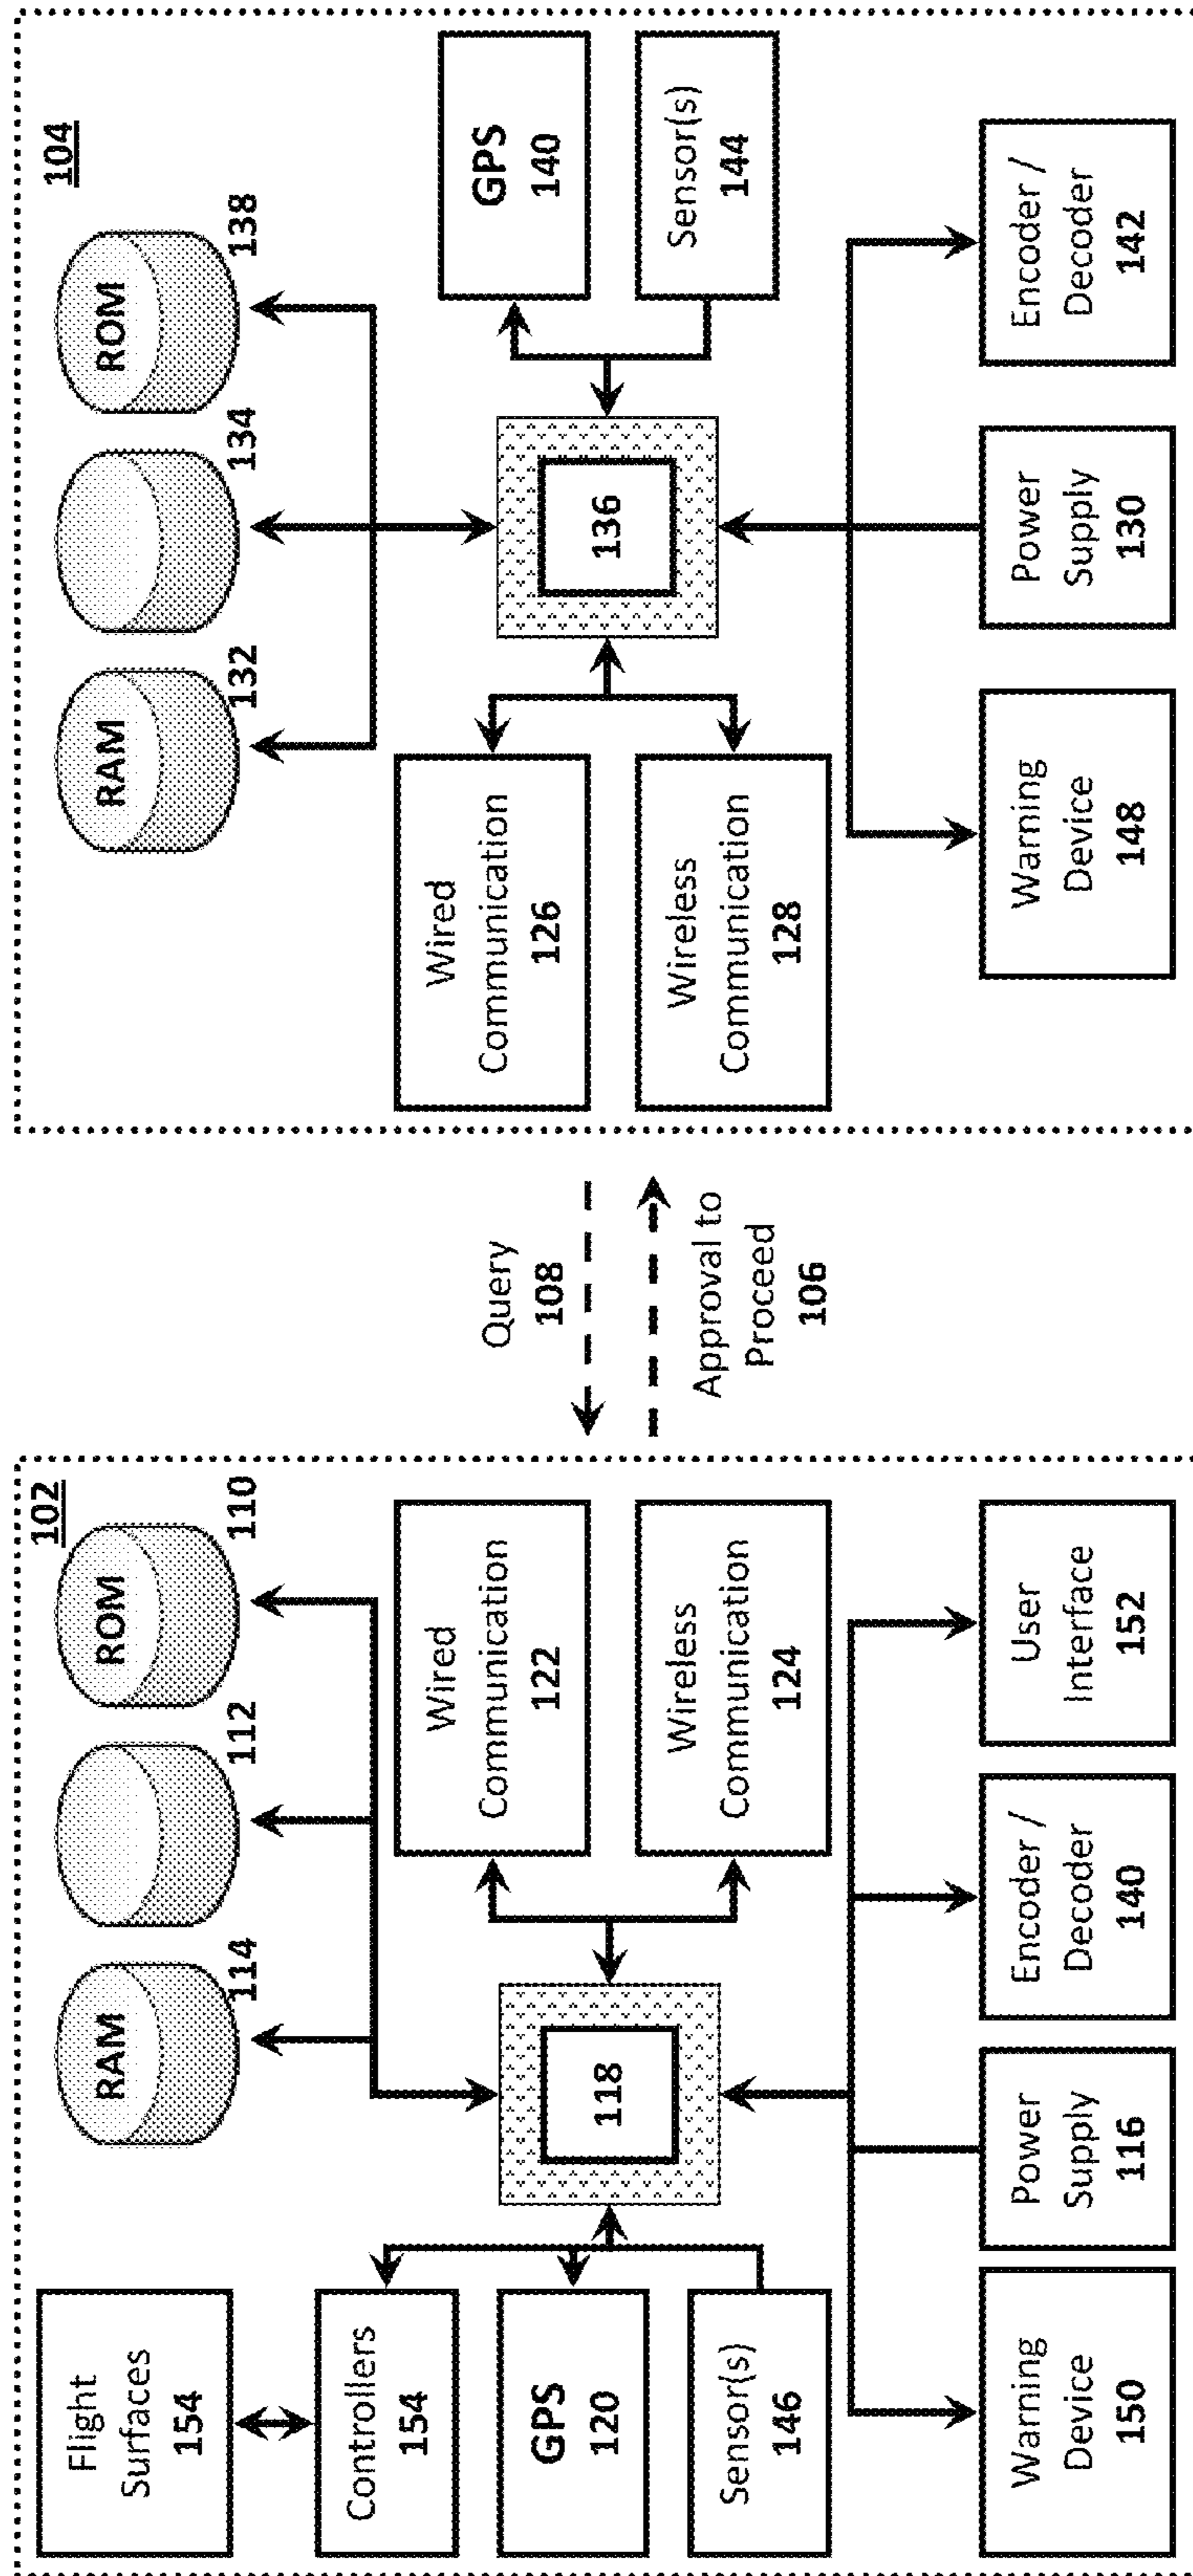 102
RAM
114
112
ROM
110
Flight
Surfaces
154
Controllers
154
GPS
120
Sensor(s)
146
118
Wired
Communication
122
Wireless
Communication
124
Warning
Device
150
Power
Supply
116
Encoder /
Decoder
140
User
Interface
152
Query
108
Approval to
Proceed
106
104
RAM
132
134
ROM
138
Wired
Communication
126
Wireless
Communication
128
136
GPS
140
Sensor(s)
144
Warning
Device
148
Power
Supply
130
Encoder /
Decoder
142